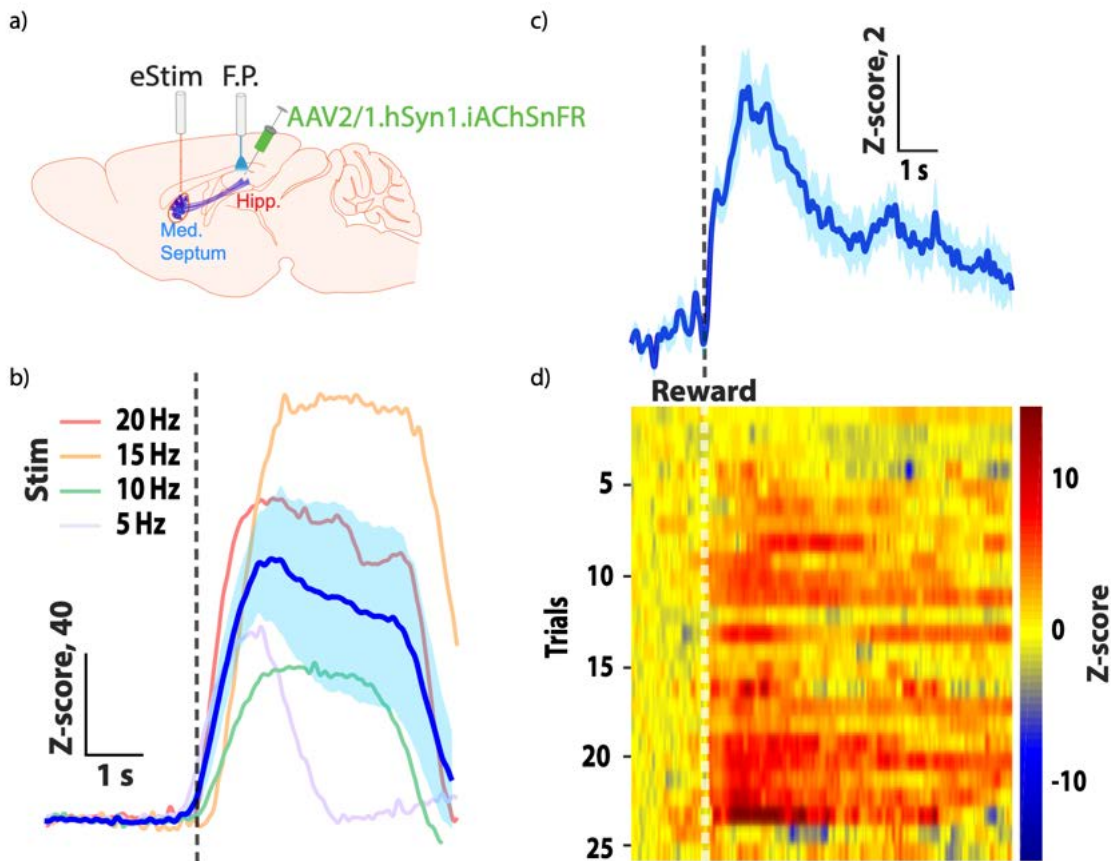 a)
eStim F.P.
AAV2/1.hSyn1.iAChSnFR
Hipp.
Med.
Septum
b)
Stim
20 Hz
15 Hz
10 Hz
5 Hz
Z-score, 40
1 s
c)
Z-score, 2
1 s
Reward
d)
Trials
5
10
15
20
25
10
0
-10
Z-score